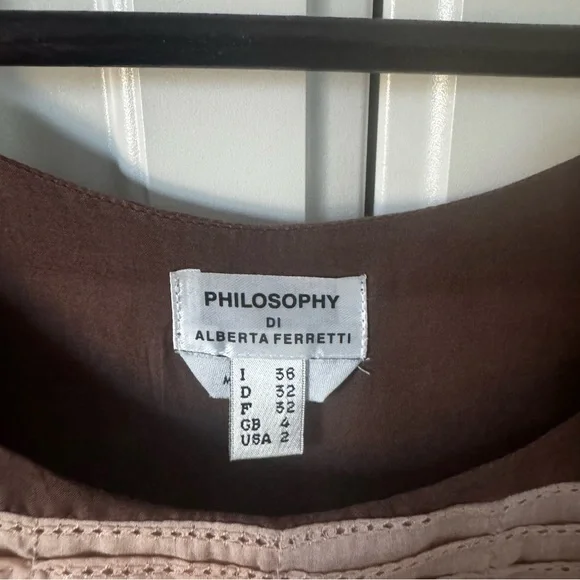 PHILOSOPHY
DI
ALBERTA FERRETTI
M
I 36
D 32
F 32
GB 4
USA 2